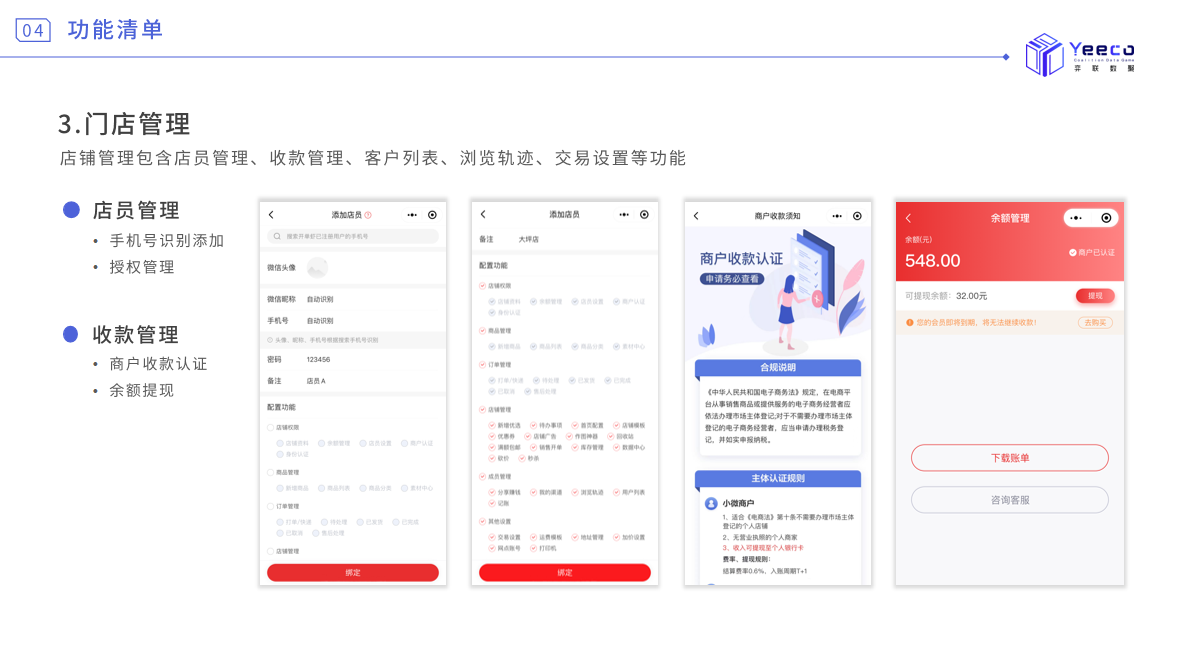 04 功能清单
Yeeco
Coalition Data Game
弈 联 数 聚
3.门店管理
店铺管理包含店员管理、收款管理、客户列表、浏览轨迹、交易设置等功能
店员管理
• 手机号识别添加
• 授权管理
收款管理
• 商户收款认证
• 余额提现
添加店员
搜索开单虾已注册用户的手机号
微信头像
微信昵称 自动识别
手机号 自动识别
头像、昵称、手机号根据搜索手机号识别
密码 123456
备注 店员A
配置功能
店铺权限
店铺资料 余额管理 店员设置 商户认证
身份认证
商品管理
新增商品 商品列表 商品分类 素材中心
订单管理
打单/快递 待处理 已发货 已完成
已取消 售后处理
店铺管理
绑定
添加店员
备注 大坪店
配置功能
店铺权限
店铺资料 余额管理 店员设置 商户认证
身份认证
商品管理
新增商品 商品列表 商品分类 素材中心
订单管理
打单/快递 待处理 已发货 已完成
已取消 售后处理
店铺管理
新增优选 待办事项 首页配置 店铺模板
优惠券 店铺广告 作图神器 回收站
满额包邮 销售开单 库存管理 数据中心
砍价 秒杀
成员管理
分享赚钱 我的渠道 浏览轨迹 用户列表
记账
其他设置
交易设置 运费模板 地址管理 加价设置
网点账号 打印机
绑定
商户收款须知
商户收款认证
申请务必查看
合规说明
《中华人民共和国电子商务法》规定，在电商平
台从事销售商品或提供服务的电子商务经营者应
依法办理市场主体登记;对于不需要办理市场主体
登记的电子商务经营者，应当申请办理税务登
记，并如实申报纳税。
主体认证规则
小微商户
1、适合《电商法》第十条不需要办理市场主体
登记的个人店铺
2、无营业执照的个人商家
3、收入可提现至个人银行卡
费率、提现规则：
结算费率0.6%，入账周期T+1
余额管理
余额(元)
548.00
商户已认证
可提现余额： 32.00元
提现
您的会员即将到期，将无法继续收款！
去购买
下载账单
咨询客服